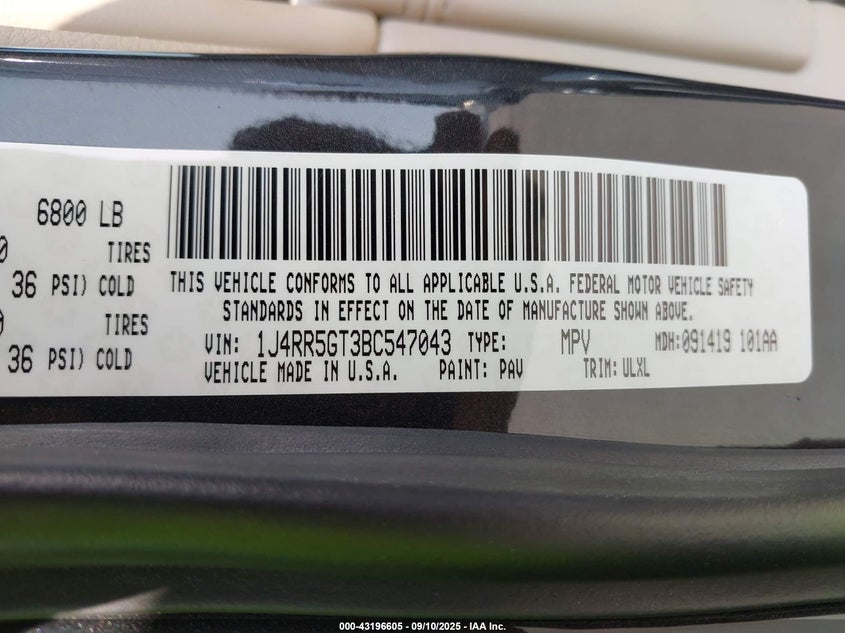 6800 LB
0 TIRES
36 PSI) COLD
0 TIRES
36 PSI) COLD
THIS VEHICLE CONFORMS TO ALL APPLICABLE U.S.A. FEDERAL MOTOR VEHICLE SAFETY
STANDARDS IN EFFECT ON THE DATE OF MANUFACTURE SHOWN ABOVE.
VIN: 1J4RR5GT3BC547043 TYPE: MPV MDH:091419 101AA
VEHICLE MADE IN U.S.A. PAINT: PAV TRIM: ULXL
000-43196605 - 09/10/2025 - IAA Inc.